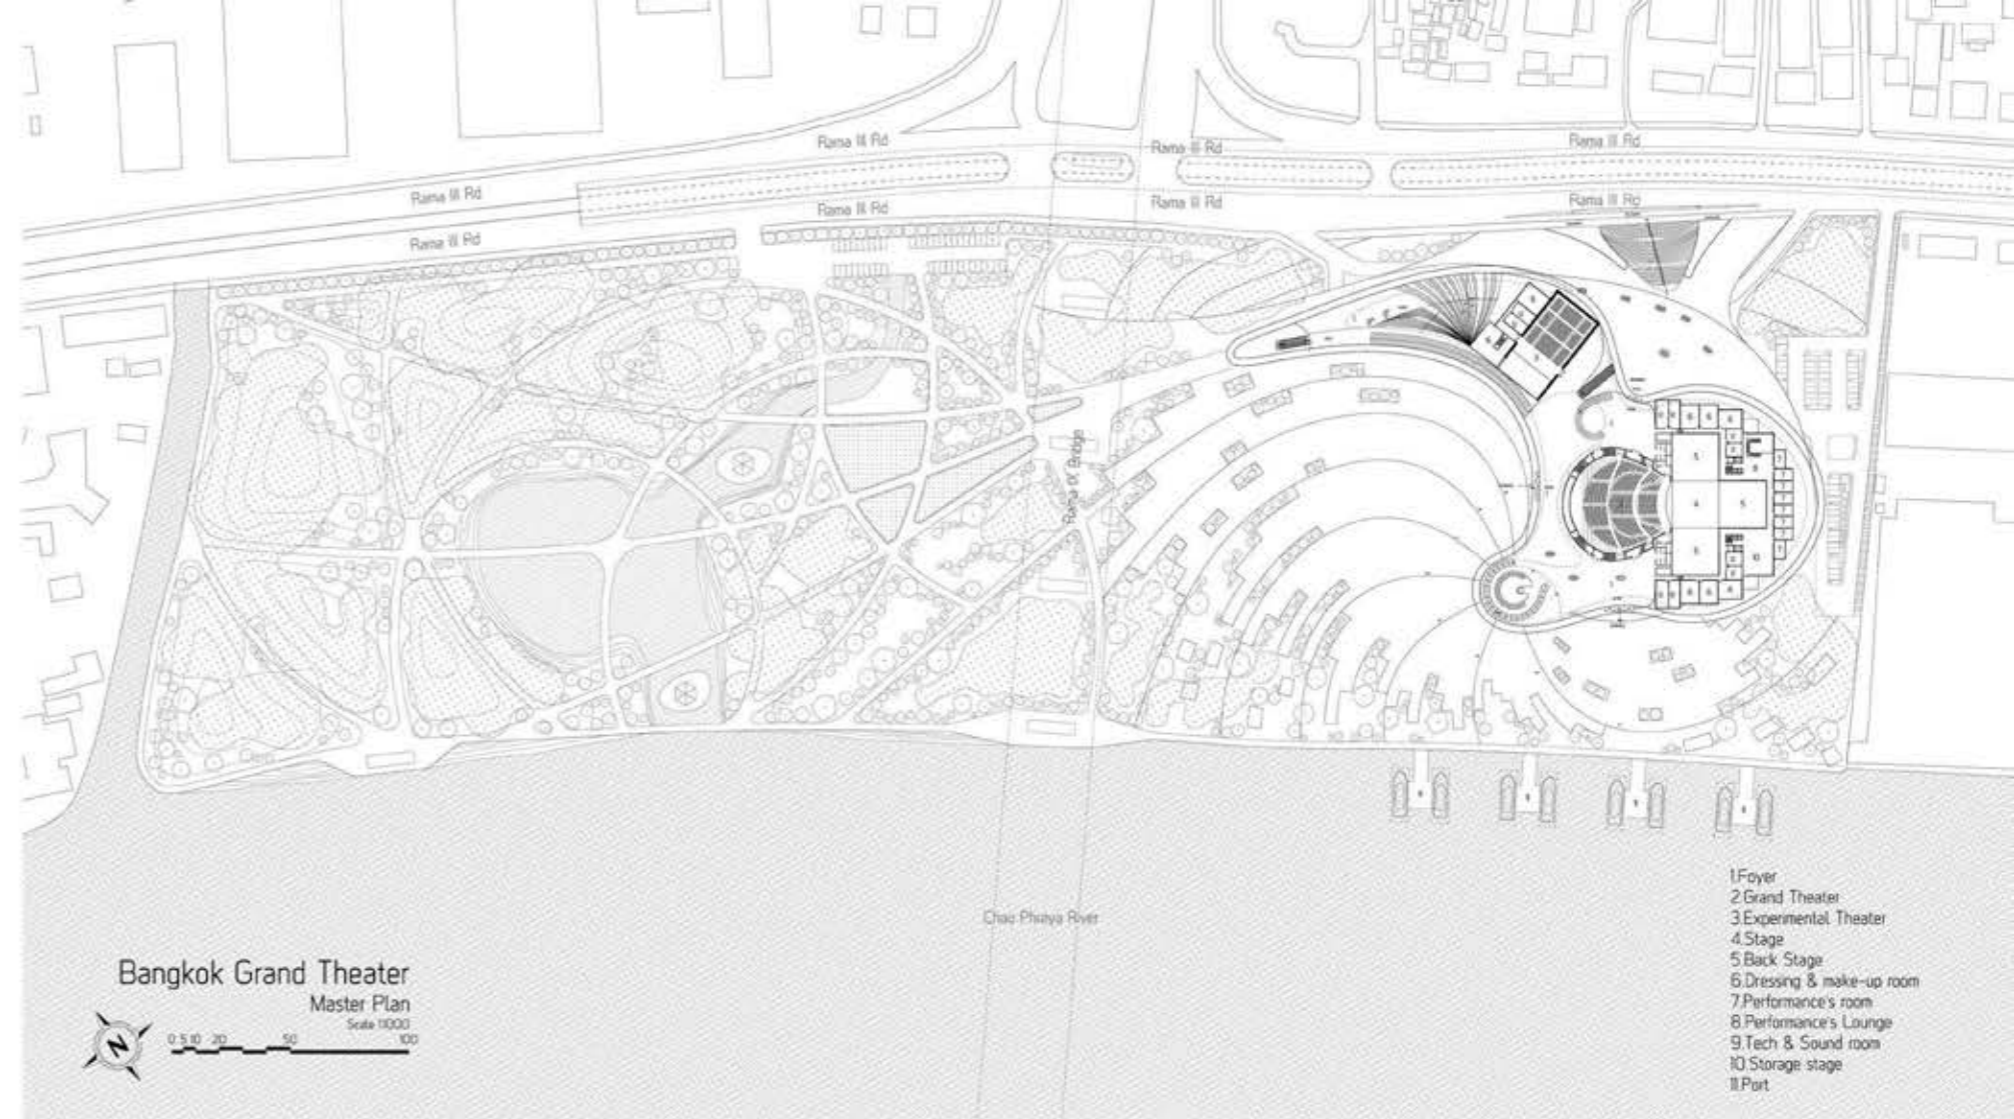 Rama III Rd
Rama III Rd
Rama III Rd
Rama III Rd
Rama III Rd
Rama III Rd
Rama III Rd
Rama III Rd
Rama IX Bridge
Chao Phraya River
Bangkok Grand Theater
Master Plan
Scale 1:1000
0 5 10 20 50 100
N
1.Foyer
2.Grand Theater
3.Experimental Theater
4.Stage
5.Back Stage
6.Dressing & make-up room
7.Performance's room
8.Performance's Lounge
9.Tech & Sound room
10.Storage stage
11.Port